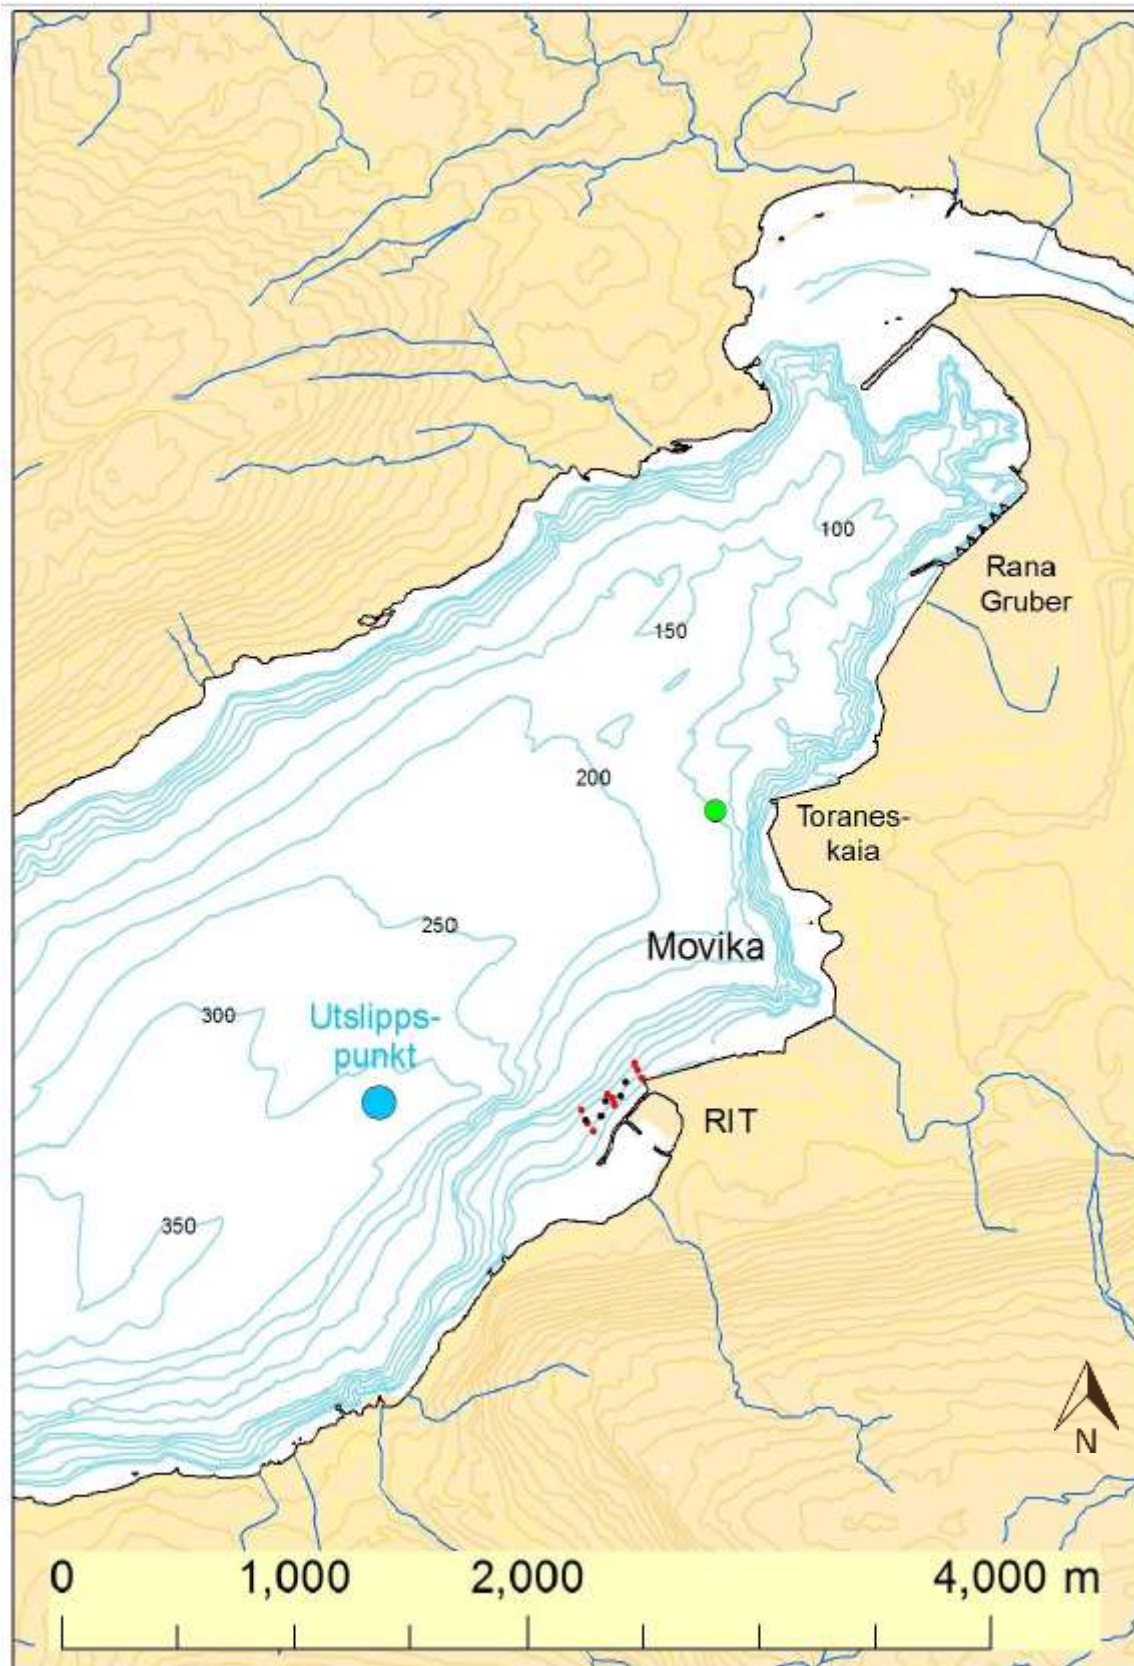 100
Rana
Gruber
150
200
Toranes-
kaia
250
Movika
300
Utslipps-
punkt
RIT
350
N
0 1,000 2,000 4,000 m